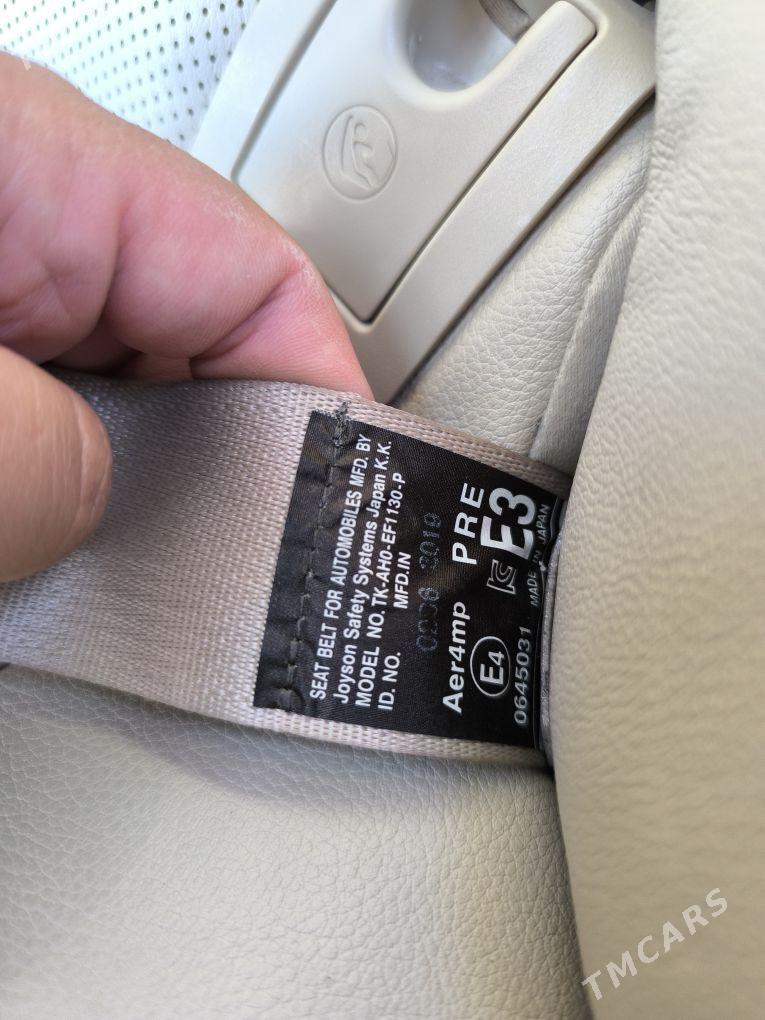 SEAT BELT FOR AUTOMOBILES MFD. BY
Joyson Safety Systems Japan K.K.
MODEL NO. TK-AH0-EF1130-P
ID. NO. MFD.IN
2019
Aer4mp PRE
E4 E3
0645031 MADE IN JAPAN
TMCARS